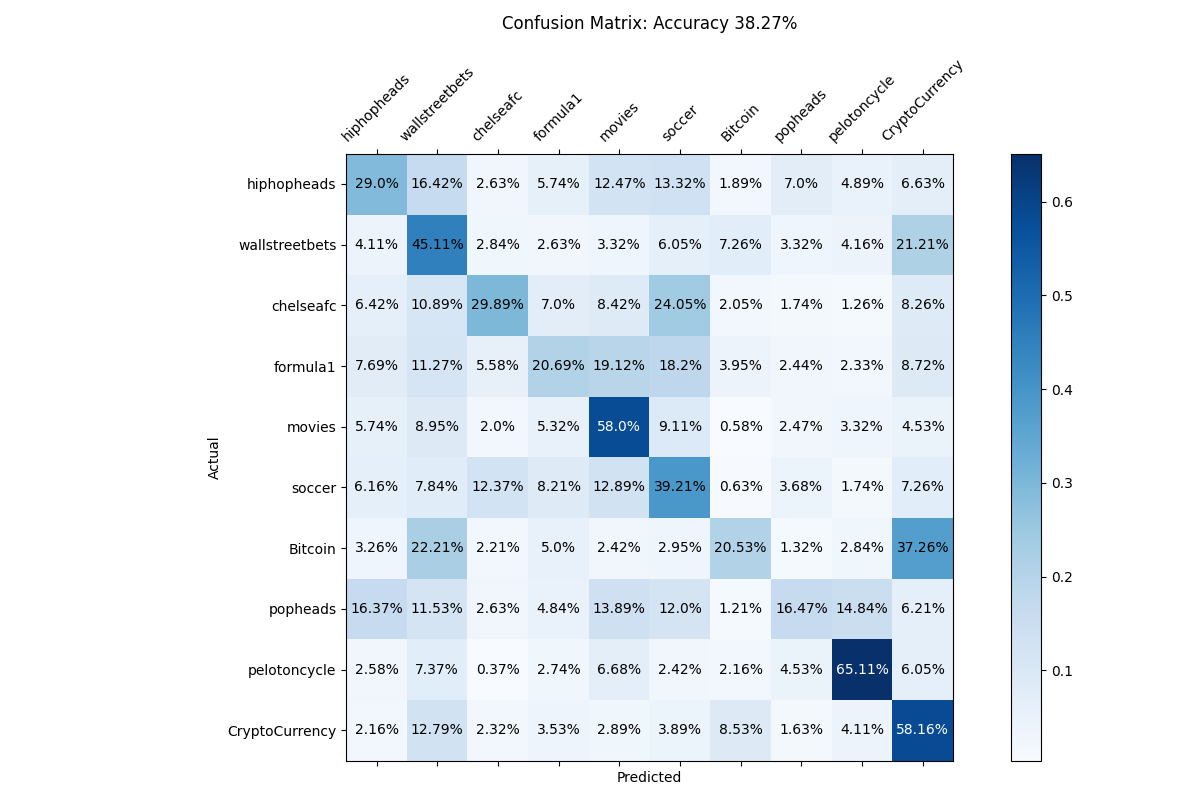 Confusion Matrix: Accuracy 38.27%
hiphopheads wallstreetbets chelseafc formula1 movies soccer Bitcoin popheads pelotoncycle CryptoCurrency
hiphopheads 29.0% 16.42% 2.63% 5.74% 12.47% 13.32% 1.89% 7.0% 4.89% 6.63%
wallstreetbets 4.11% 45.11% 2.84% 2.63% 3.32% 6.05% 7.26% 3.32% 4.16% 21.21%
chelseafc 6.42% 10.89% 29.89% 7.0% 8.42% 24.05% 2.05% 1.74% 1.26% 8.26%
formula1 7.69% 11.27% 5.58% 20.69% 19.12% 18.2% 3.95% 2.44% 2.33% 8.72%
movies 5.74% 8.95% 2.0% 5.32% 58.0% 9.11% 0.58% 2.47% 3.32% 4.53%
soccer 6.16% 7.84% 12.37% 8.21% 12.89% 39.21% 0.63% 3.68% 1.74% 7.26%
Bitcoin 3.26% 22.21% 2.21% 5.0% 2.42% 2.95% 20.53% 1.32% 2.84% 37.26%
popheads 16.37% 11.53% 2.63% 4.84% 13.89% 12.0% 1.21% 16.47% 14.84% 6.21%
pelotoncycle 2.58% 7.37% 0.37% 2.74% 6.68% 2.42% 2.16% 4.53% 65.11% 6.05%
CryptoCurrency 2.16% 12.79% 2.32% 3.53% 2.89% 3.89% 8.53% 1.63% 4.11% 58.16%
Actual
Predicted
0.6
0.5
0.4
0.3
0.2
0.1